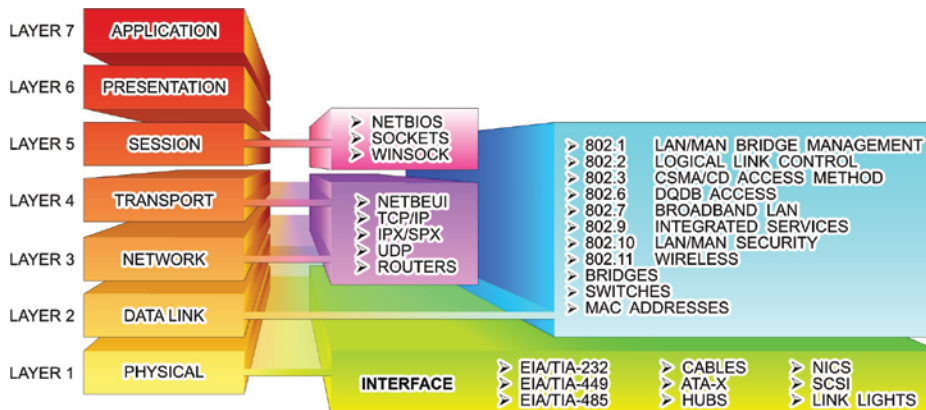 LAYER 7 APPLICATION
LAYER 6 PRESENTATION
LAYER 5 SESSION
LAYER 4 TRANSPORT
LAYER 3 NETWORK
LAYER 2 DATA LINK
LAYER 1 PHYSICAL
➢ NETBIOS
➢ SOCKETS
➢ WINSOCK
➢ NETBEUI
➢ TCP/IP
➢ IPX/SPX
➢ UDP
➢ ROUTERS
➢ 802.1 LAN/MAN BRIDGE MANAGEMENT
➢ 802.2 LOGICAL LINK CONTROL
➢ 802.3 CSMA/CD ACCESS METHOD
➢ 802.6 DQDB ACCESS
➢ 802.7 BROADBAND LAN
➢ 802.9 INTEGRATED SERVICES
➢ 802.10 LAN/MAN SECURITY
➢ 802.11 WIRELESS
➢ BRIDGES
➢ SWITCHES
➢ MAC ADDRESSES
INTERFACE
➢ EIA/TIA-232
➢ EIA/TIA-449
➢ EIA/TIA-485
➢ CABLES
➢ ATA-X
➢ HUBS
➢ NICS
➢ SCSI
➢ LINK LIGHTS